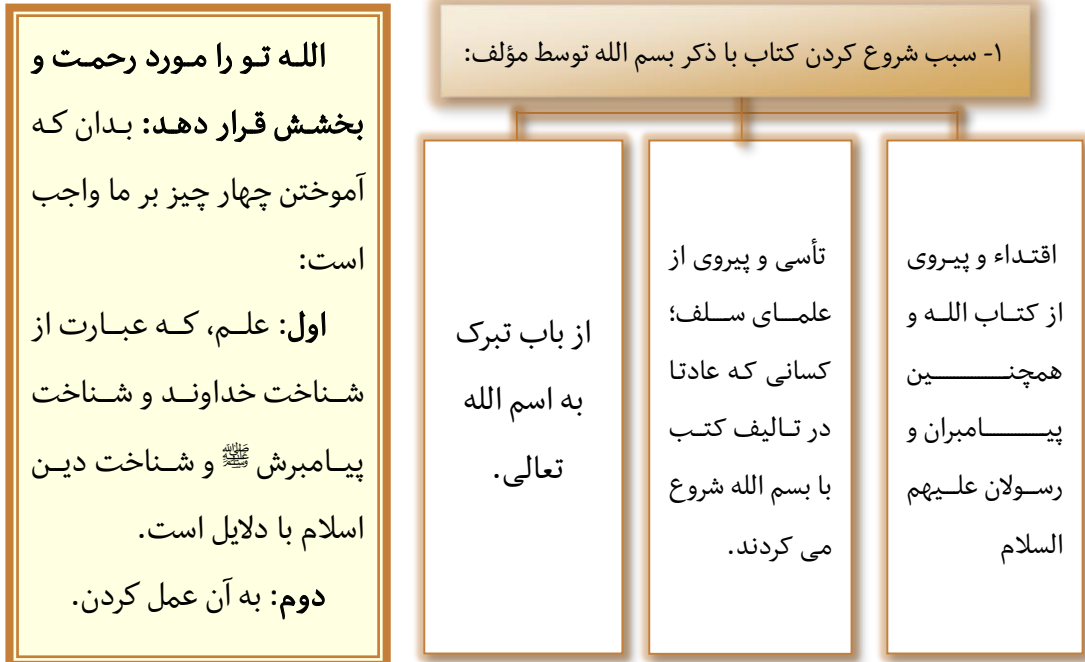 ۱- سبب شروع کردن کتاب با ذکر بسم الله توسط مؤلف:
اقتداء و پیروی
از کتاب الله و
همچنین
پیامبران و
رسولان علیهم
السلام
تأسی و پیروی از
علمای سلف؛
کسانی که عادتا
در تالیف کتب
با بسم الله شروع
می کردند.
از باب تبرک
به اسم الله
تعالی.
الله تو را مورد رحمت و
بخشش قرار دهد: بدان که
آموختن چهار چیز بر ما واجب
است:
اول: علم، که عبارت از
شناخت خداوند و شناخت
پیامبرش ﷺ و شناخت دین
اسلام با دلایل است.
دوم: به آن عمل کردن.